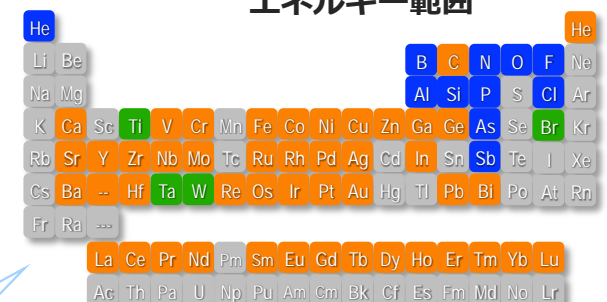 エネルギー範囲
He He
Li Be B C N O F Ne
Na Mg Al Si P S Cl Ar
K Ca Sc Ti V Cr Mn Fe Co Ni Cu Zn Ga Ge As Se Br Kr
Rb Sr Y Zr Nb Mo Tc Ru Rh Pd Ag Cd In Sn Sb Te I Xe
Cs Ba -- Hf Ta W Re Os Ir Pt Au Hg Tl Pb Bi Po At Rn
Fr Ra ---
La Ce Pr Nd Pm Sm Eu Gd Tb Dy Ho Er Tm Yb Lu
Ac Th Pa U Np Pu Am Cm Bk Cf Es Fm Md No Lr